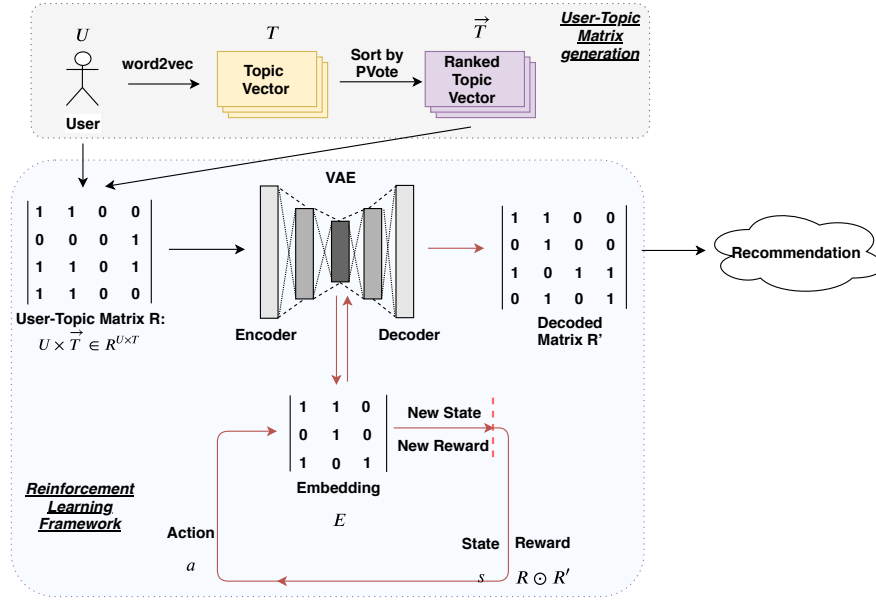 User-Topic
Matrix
generation
U
T
\overrightarrow{T}
word2vec
Topic
Vector
Sort by
PVote
Ranked
Topic
Vector
User
VAE
1 1 0 0
0 0 0 1
1 1 0 1
1 1 0 0
User-Topic Matrix R:
U × \overrightarrow{T} ∈ R^{U×T}
Encoder
Decoder
1 1 0 0
0 1 0 0
1 0 1 1
0 1 0 1
Decoded
Matrix R'
Recommendation
1 1 0
0 1 0
1 0 1
Embedding
E
New State
New Reward
Reinforcement
Learning
Framework
Action
a
State
s
Reward
R ⊙ R′